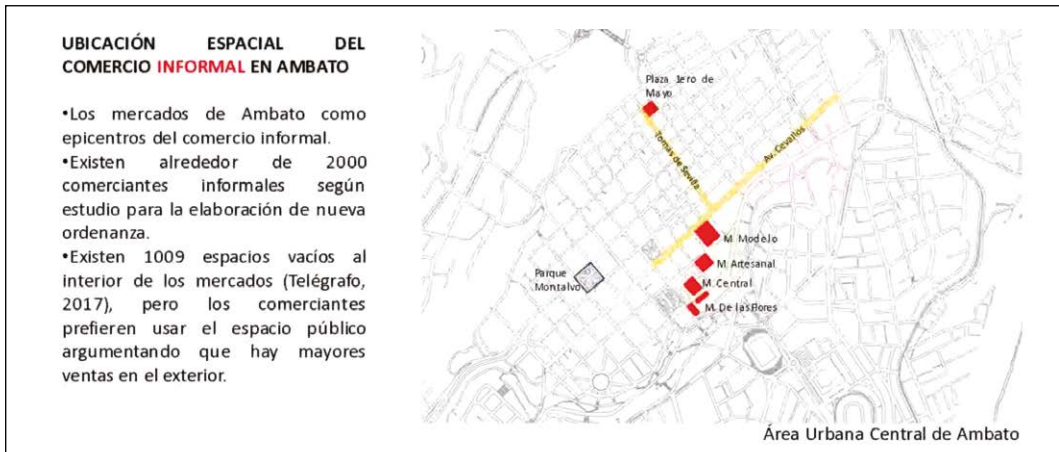 UBICACIÓN ESPACIAL DEL
COMERCIO INFORMAL EN AMBATO
•Los mercados de Ambato como
epicentros del comercio informal.
•Existen alrededor de 2000
comerciantes informales según
estudio para la elaboración de nueva
ordenanza.
•Existen 1009 espacios vacíos al
interior de los mercados (Telégrafo,
2017), pero los comerciantes
prefieren usar el espacio público
argumentando que hay mayores
ventas en el exterior.
Plaza 1ero de
Mayo
Tomás de Sevilla
Av. Cevallos
M. Modelo
M. Artesanal
M. Central
M. De las flores
Parque
Montalvo
Área Urbana Central de Ambato